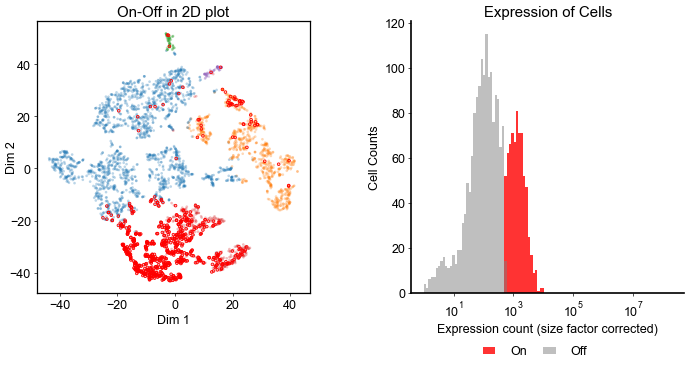 On-Off in 2D plot
Dim 2
40
20
0
−20
−40
−40 −20 0 20 40
Dim 1
Expression of Cells
Cell Counts
120
100
80
60
40
20
0
10^1 10^3 10^5 10^7
Expression count (size factor corrected)
On Off